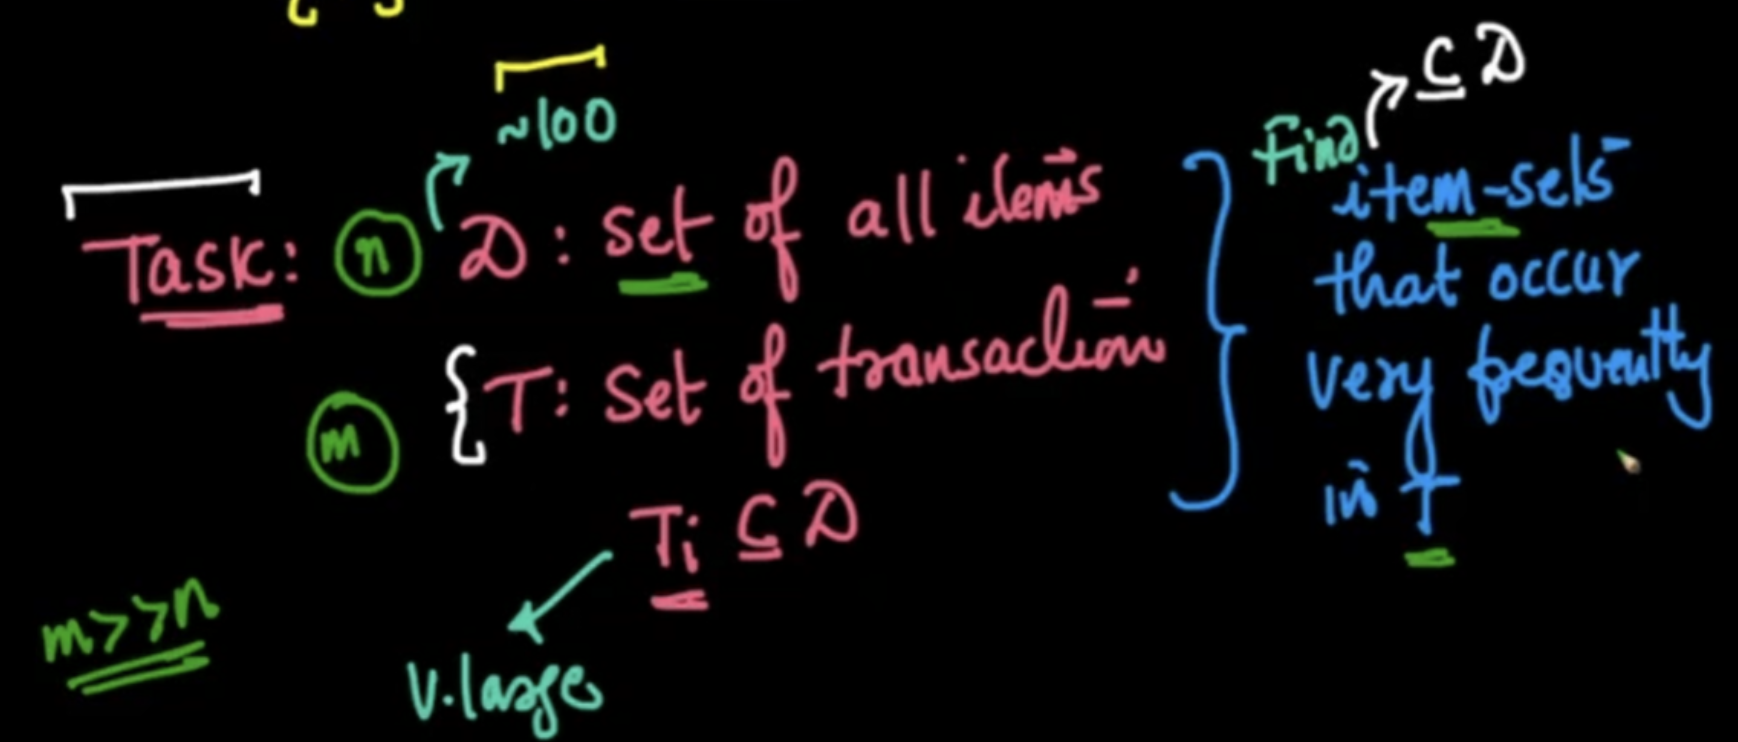 ~100
Task: n D: set of all items
m T: Set of transaction
Ti ⊆ D
V.large
m>>n
Find ⊆ D
item-sets
that occur
very frequently
in T